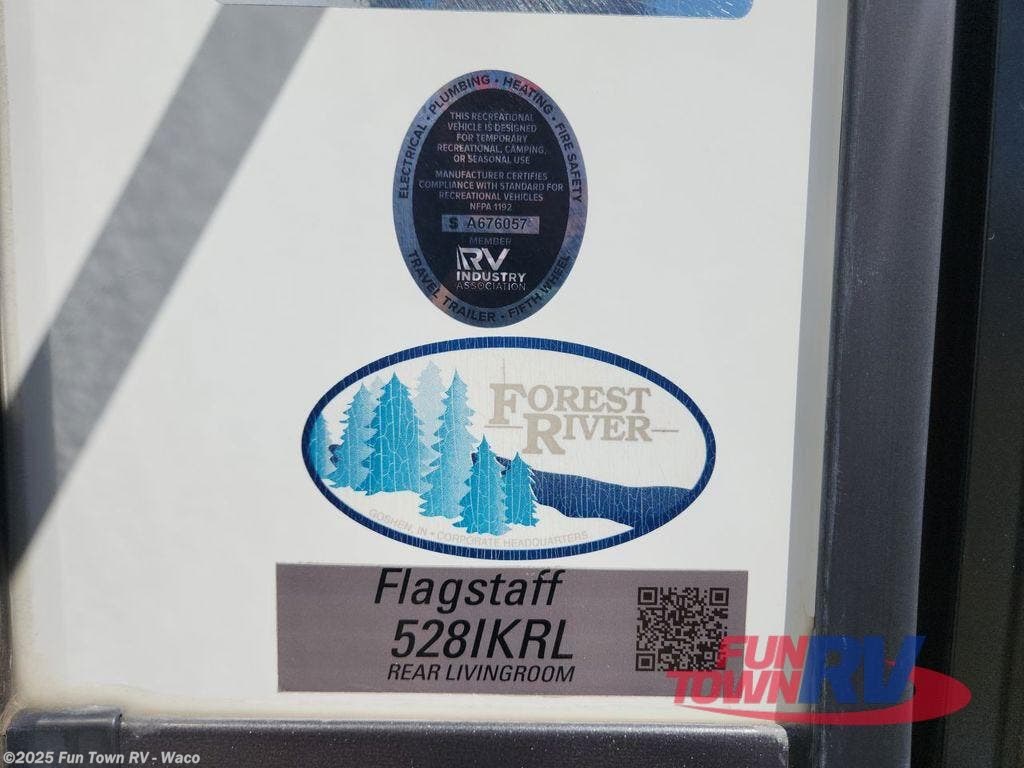 ELECTRICAL • PLUMBING • HEATING • FIRE SAFETY
THIS RECREATIONAL
VEHICLE IS DESIGNED
FOR TEMPORARY
RECREATIONAL, CAMPING,
OR SEASONAL USE
MANUFACTURER CERTIFIES
COMPLIANCE WITH STANDARD FOR
RECREATIONAL VEHICLES
NFPA 1192
$ A676057
MEMBER
RV
INDUSTRY
ASSOCIATION
TRAVEL TRAILER • FIFTH WHEEL
FOREST
RIVER
GOSHEN, IN • CORPORATE HEADQUARTERS
Flagstaff
528IKRL
REAR LIVINGROOM
FUN
TOWN
RV
©2025 Fun Town RV - Waco